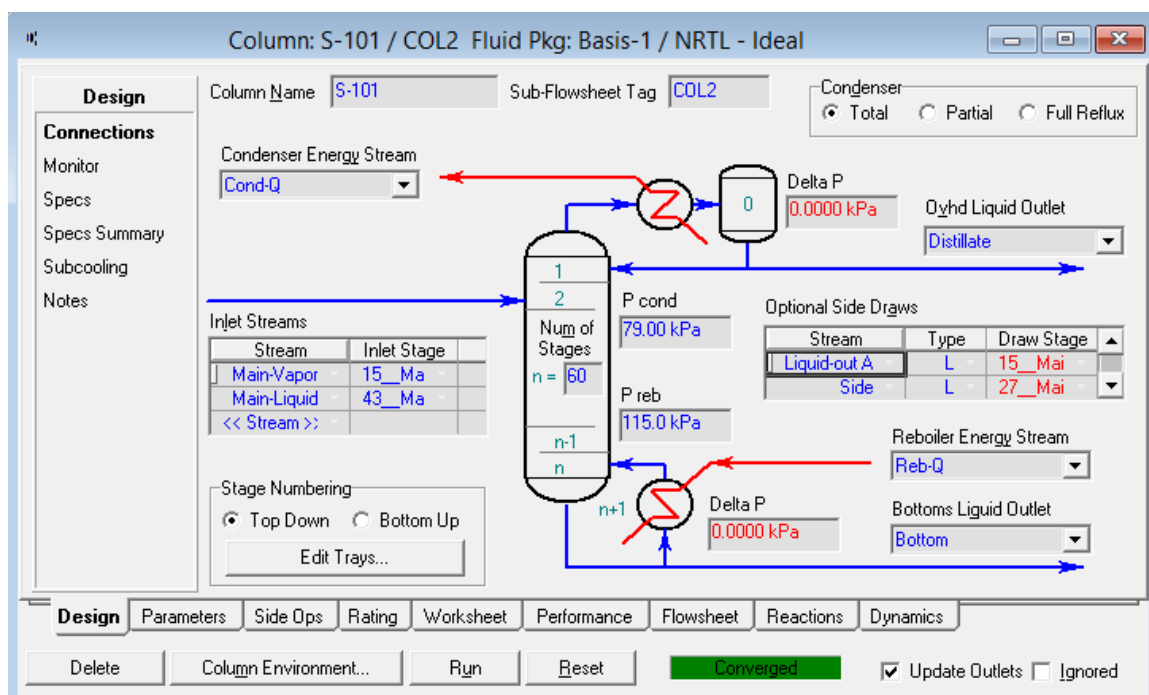 Column: S-101 / COL2 Fluid Pkg: Basis-1 / NRTL - Ideal
Design
Connections
Monitor
Specs
Specs Summary
Subcooling
Notes
Column Name S-101
Sub-Flowsheet Tag COL2
Condenser
Total Partial Full Reflux
Condenser Energy Stream
Cond-Q
0
Delta P
0.0000 kPa
Ovhd Liquid Outlet
Distillate
1
2
Num of
Stages
n = 60
n-1
n
n+1
P cond
79.00 kPa
P reb
115.0 kPa
Inlet Streams
Stream Inlet Stage
Main-Vapor 15__Ma
Main-Liquid 43__Ma
<< Stream >>
Optional Side Draws
Stream Type Draw Stage
Liquid-out A L 15__Mai
Side L 27__Mai
Stage Numbering
Top Down Bottom Up
Edit Trays...
Delta P
0.0000 kPa
Reboiler Energy Stream
Reb-Q
Bottoms Liquid Outlet
Bottom
Design Parameters Side Ops Rating Worksheet Performance Flowsheet Reactions Dynamics
Delete Column Environment... Run Reset Converged Update Outlets Ignored